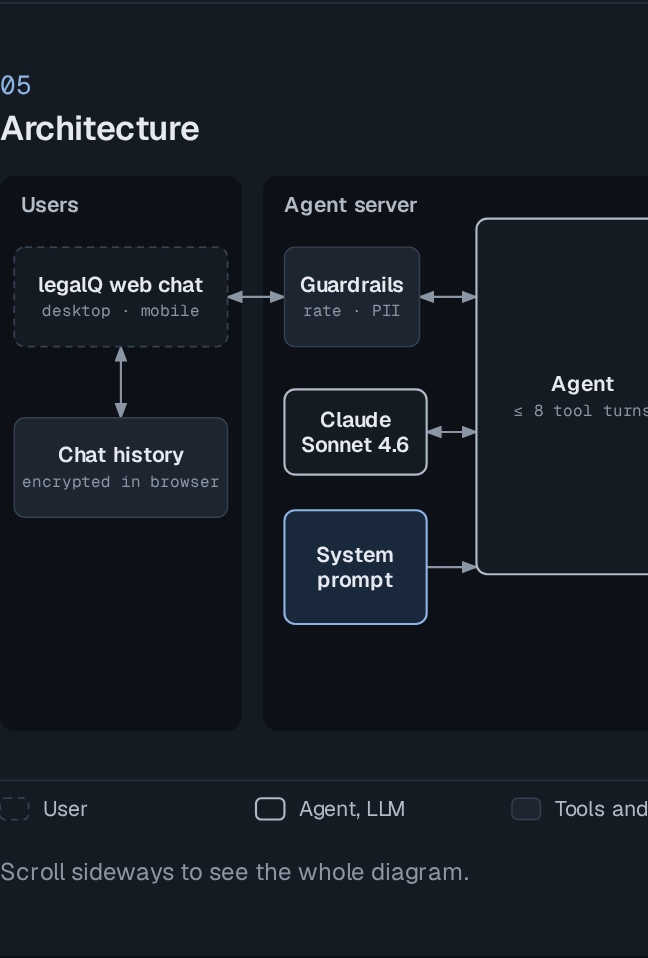 05
Architecture
Users
Agent server
legalQ web chat
desktop · mobile
Guardrails
rate · PII
Agent
≤ 8 tool turns
Claude
Sonnet 4.6
Chat history
encrypted in browser
System
prompt
User
Agent, LLM
Tools and
Scroll sideways to see the whole diagram.